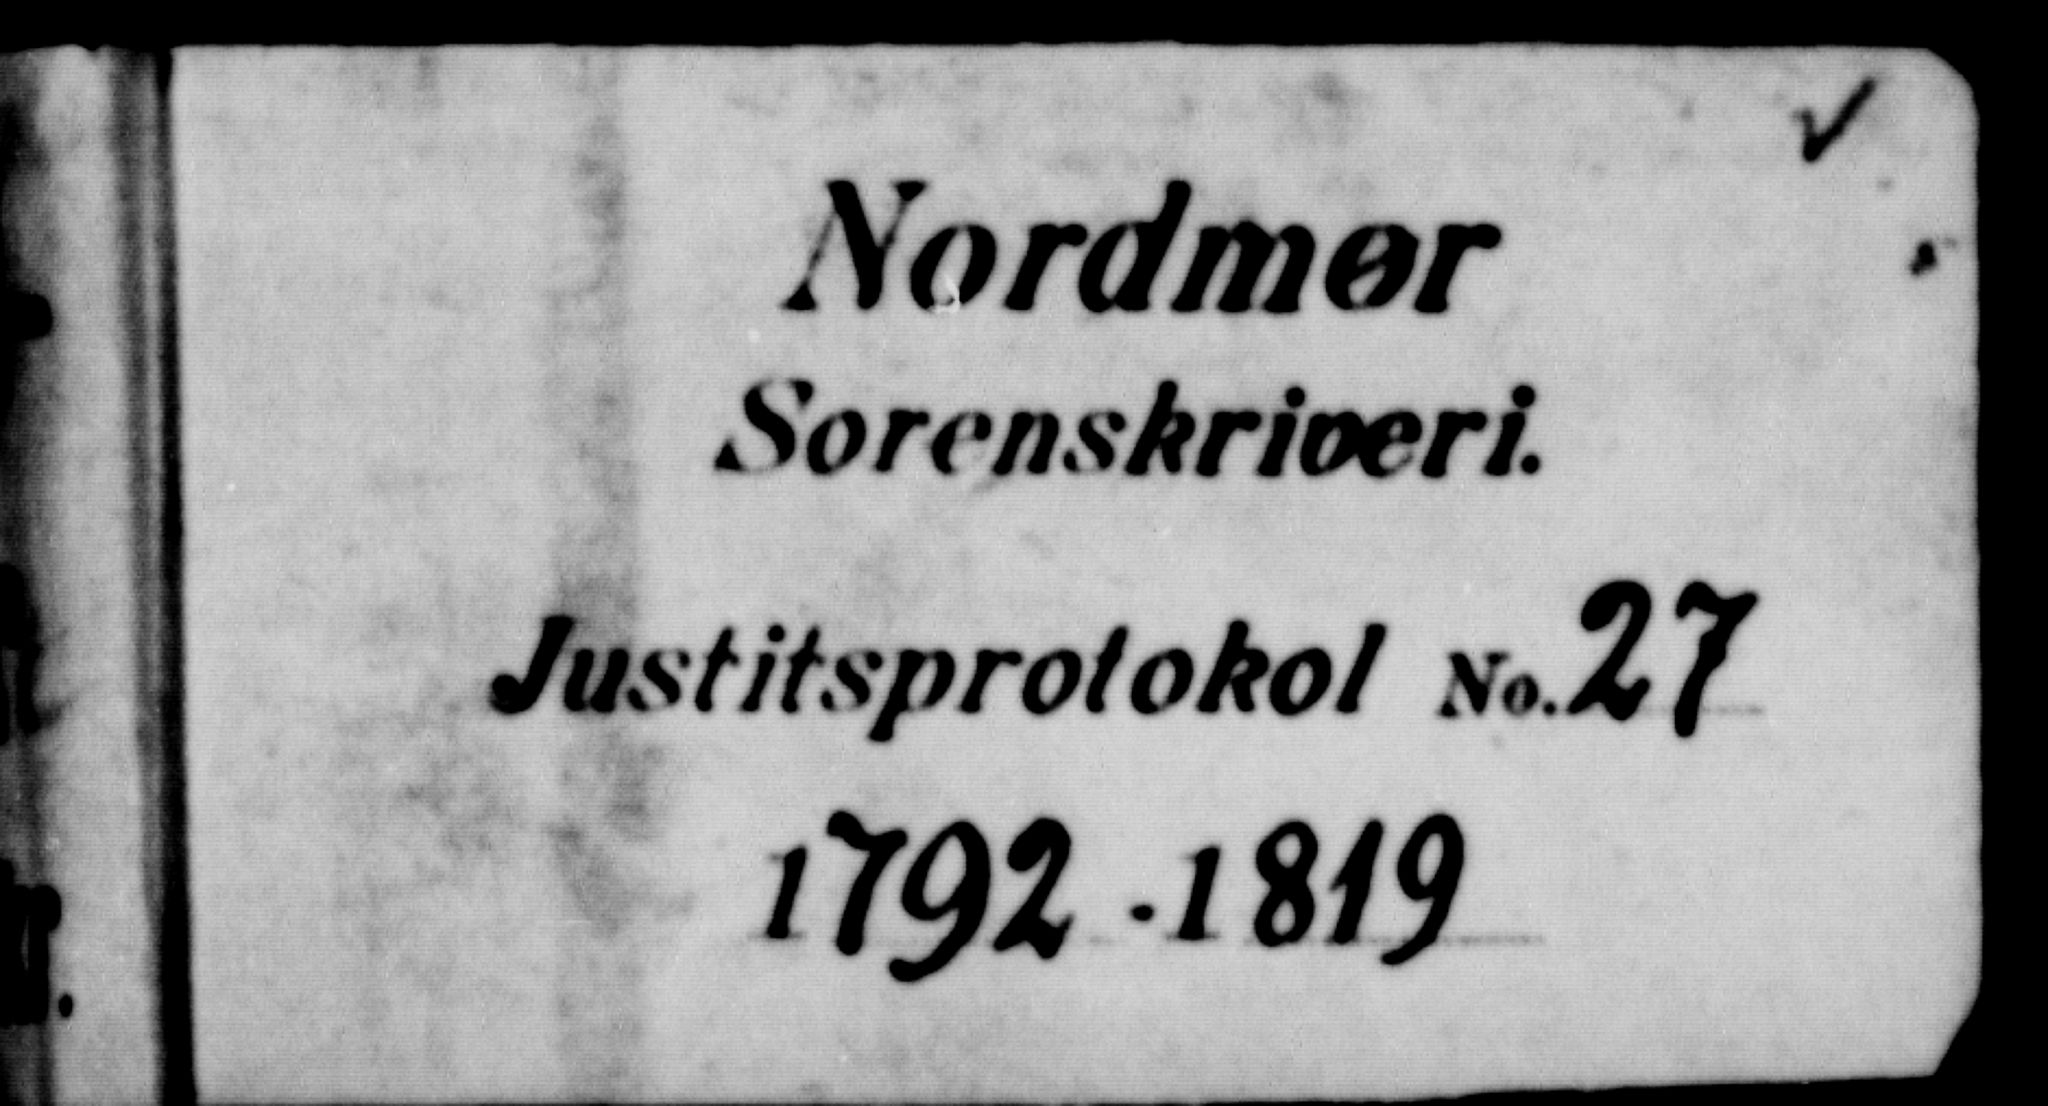 Nordmør
Sorenskriveri.
Justitsprotokol No. 27
1792 - 1819